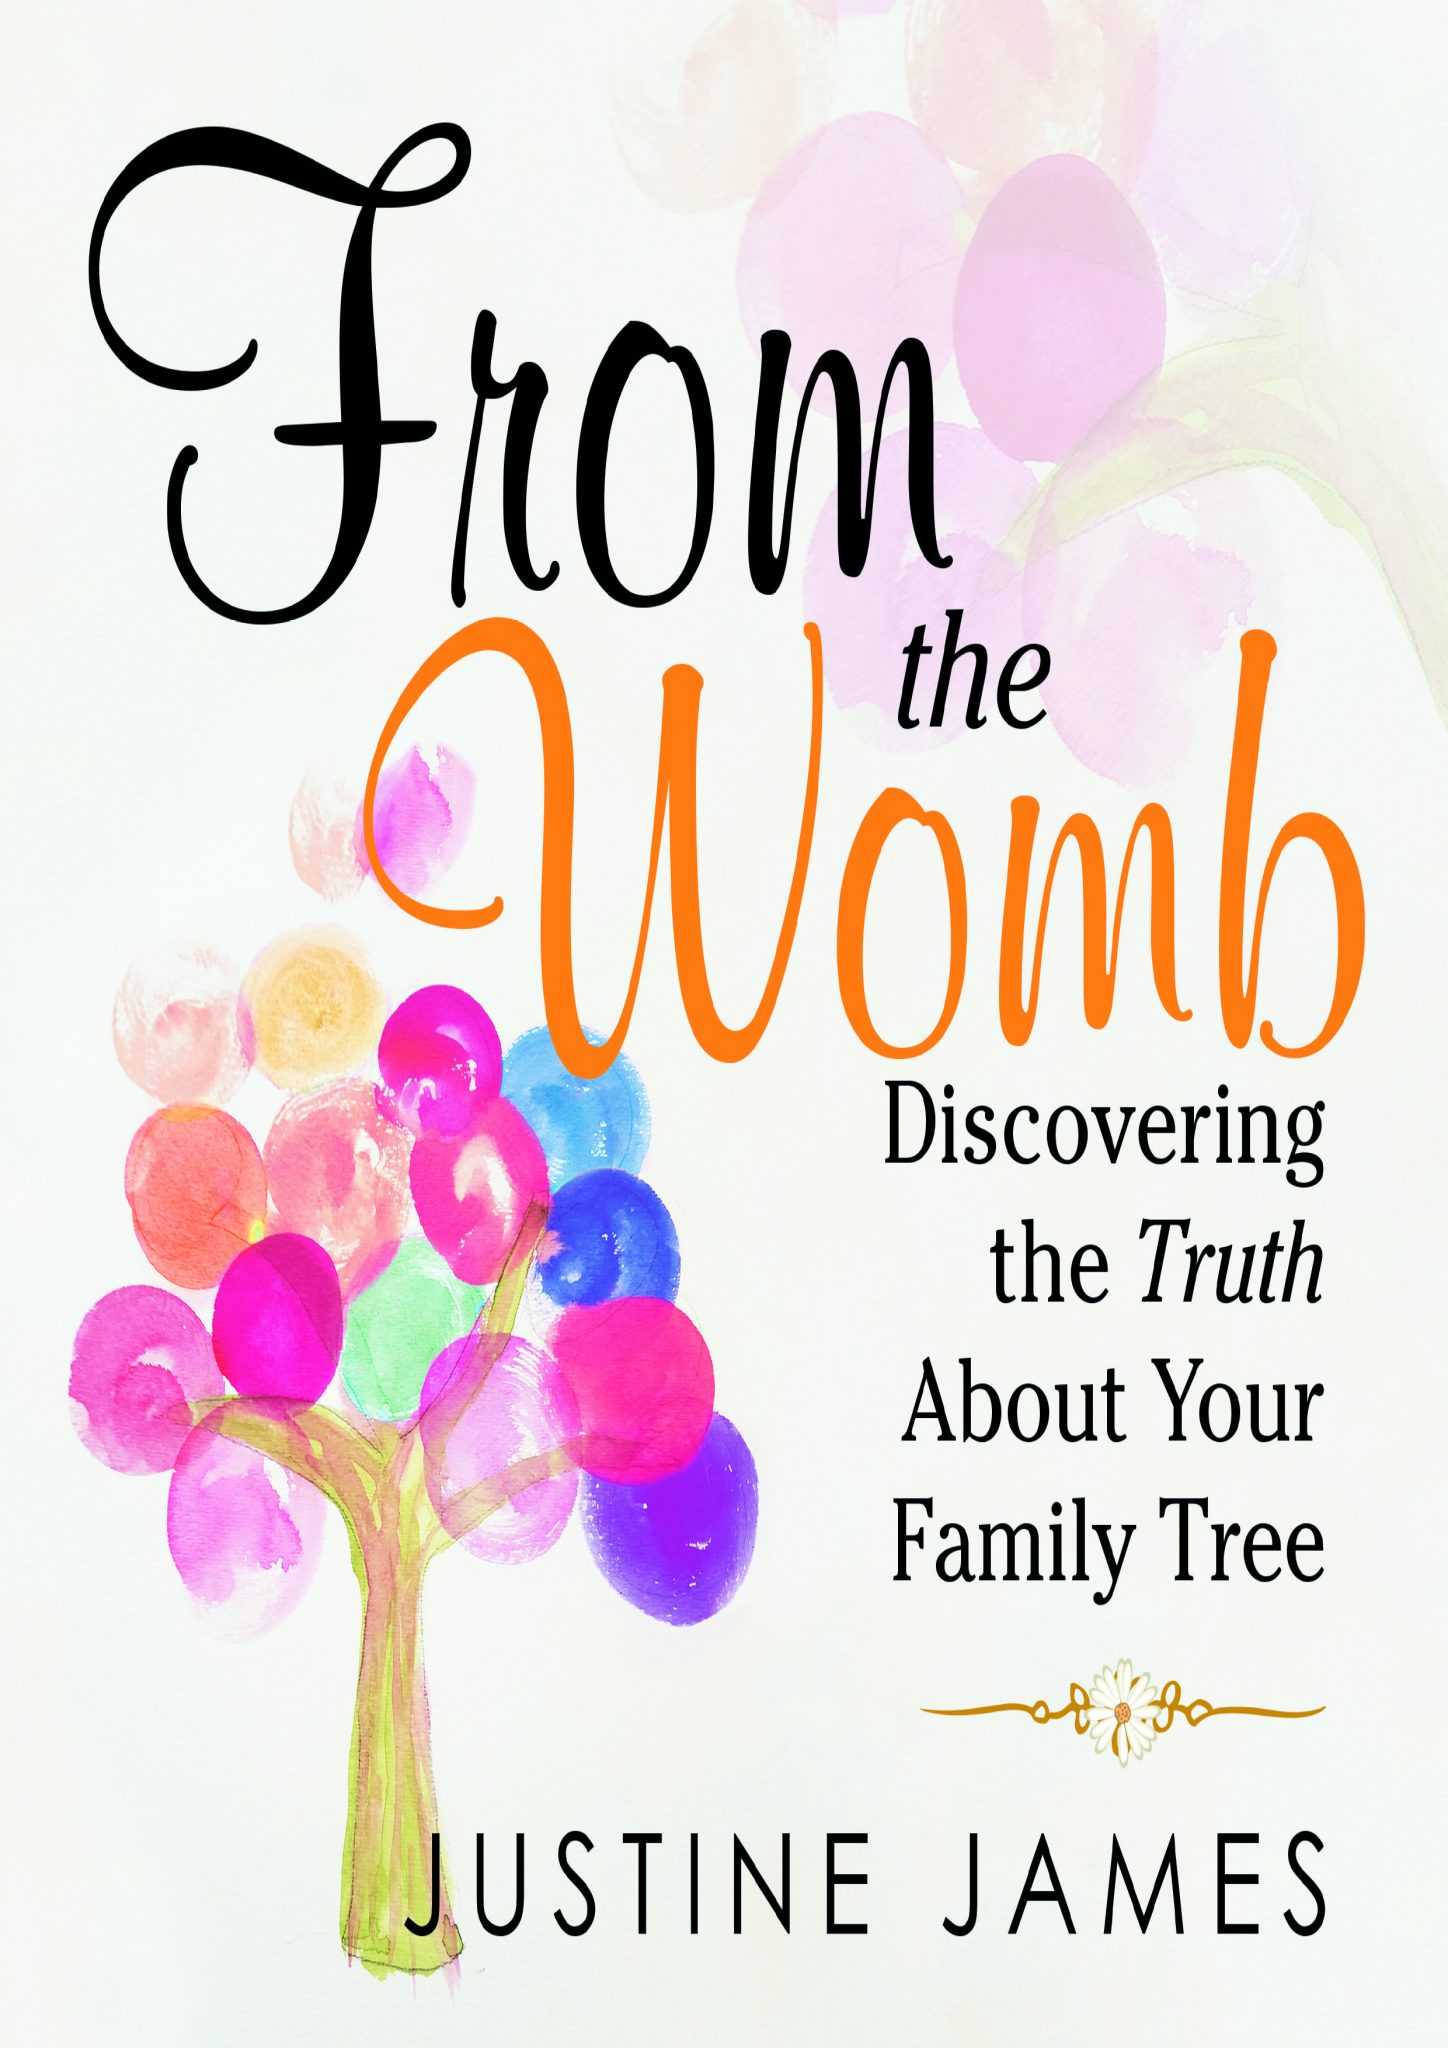 From
the
Womb
Discovering
the Truth
About Your
Family Tree
JUSTINE JAMES